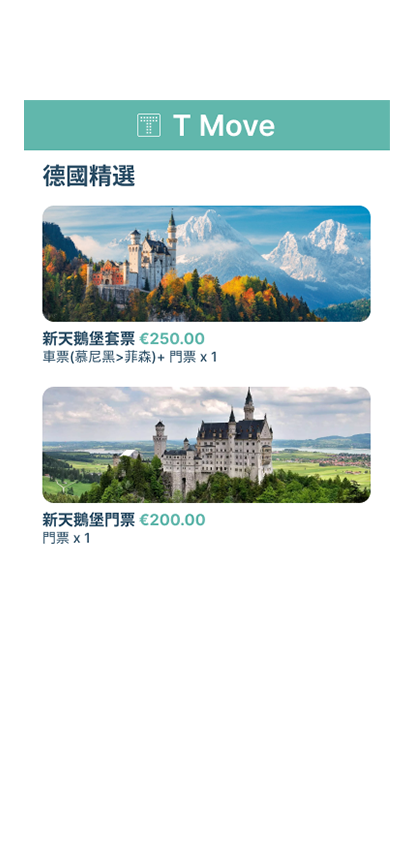 T Move
德國精選
新天鵝堡套票 €250.00
車票(慕尼黑>菲森)+ 門票 x 1
新天鵝堡門票 €200.00
門票 x 1